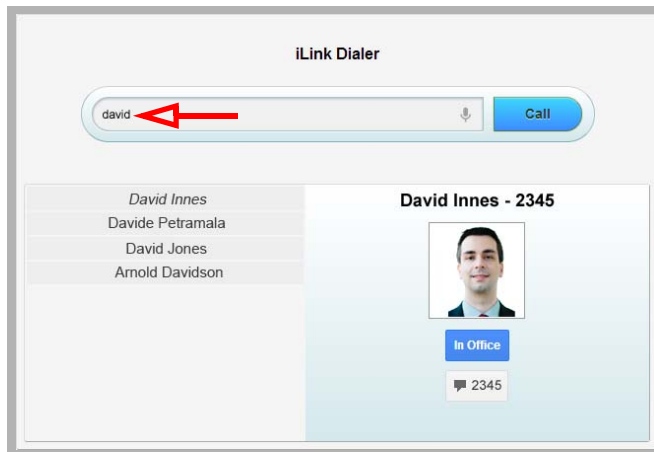 iLink Dialer
david
Call
David Innes
Davide Petramala
David Jones
Arnold Davidson
David Innes - 2345
In Office
2345